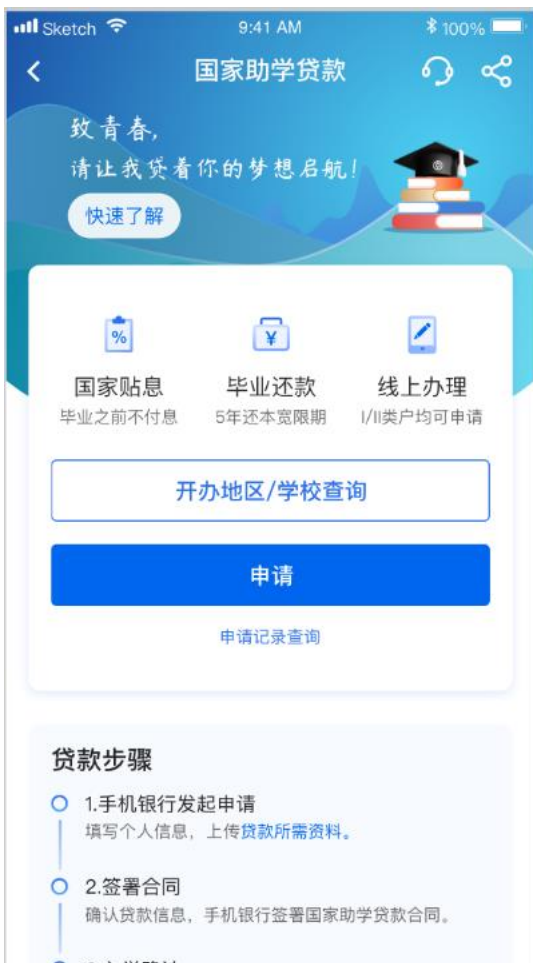 Sketch 9:41 AM 100%
国家助学贷款
致青春,
请让我贷着你的梦想启航!
快速了解
% ¥
国家贴息 毕业还款 线上办理
毕业之前不付息 5年还本宽限期 I/II类户均可申请
开办地区/学校查询
申请
申请记录查询
贷款步骤
1.手机银行发起申请
填写个人信息，上传贷款所需资料。
2.签署合同
确认贷款信息，手机银行签署国家助学贷款合同。